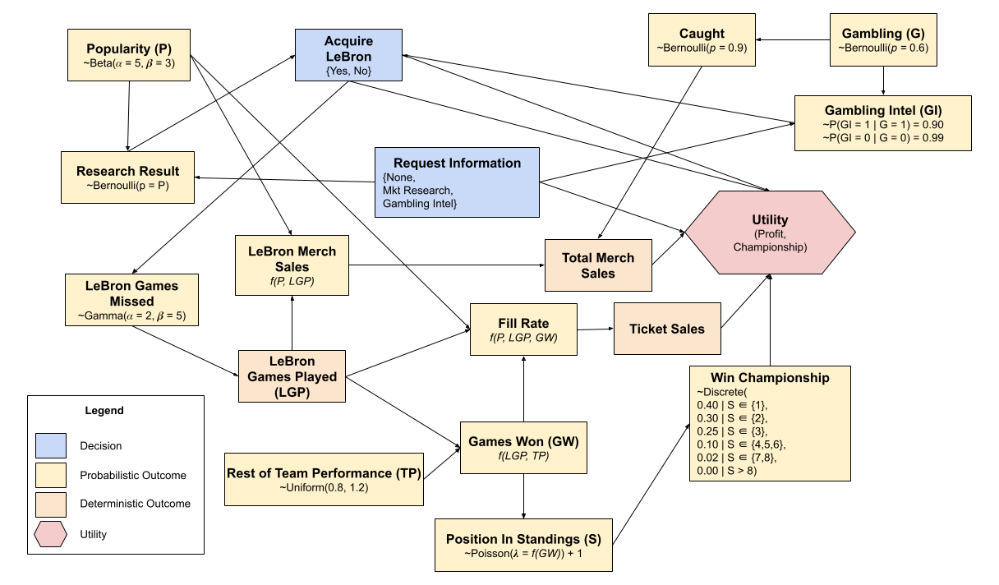 Popularity (P)
~Beta(α = 5, β = 3)
Acquire
LeBron
{Yes, No}
Caught
~Bernoulli(p = 0.9)
Gambling (G)
~Bernoulli(p = 0.6)
Gambling Intel (GI)
~P(GI = 1 | G = 1) = 0.90
~P(GI = 0 | G = 0) = 0.99
Research Result
~Bernoulli(p = P)
Request Information
{None,
Mkt Research,
Gambling Intel}
Utility
(Profit,
Championship)
LeBron Merch
Sales
f(P, LGP)
Total Merch
Sales
LeBron Games
Missed
~Gamma(α = 2, β = 5)
Fill Rate
f(P, LGP, GW)
Ticket Sales
LeBron
Games Played
(LGP)
Win Championship
~Discrete(
0.40 | S ∈ {1},
0.30 | S ∈ {2},
0.25 | S ∈ {3},
0.10 | S ∈ {4,5,6},
0.02 | S ∈ {7,8},
0.00 | S > 8)
Games Won (GW)
f(LGP, TP)
Rest of Team Performance (TP)
~Uniform(0.8, 1.2)
Position In Standings (S)
~Poisson(λ = f(GW)) + 1
Legend
Decision
Probabilistic Outcome
Deterministic Outcome
Utility